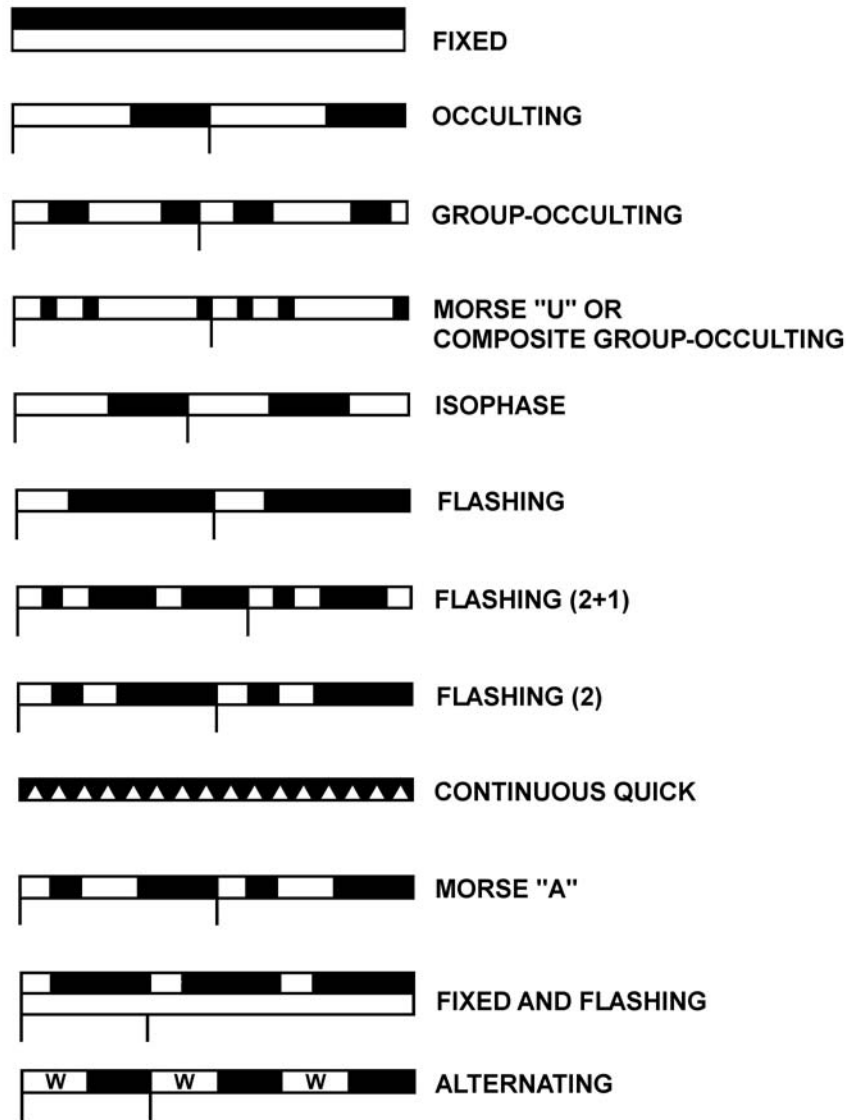 FIXED
OCCULTING
GROUP-OCCULTING
MORSE "U" OR
COMPOSITE GROUP-OCCULTING
ISOPHASE
FLASHING
FLASHING (2+1)
FLASHING (2)
CONTINUOUS QUICK
MORSE "A"
FIXED AND FLASHING
W W W ALTERNATING